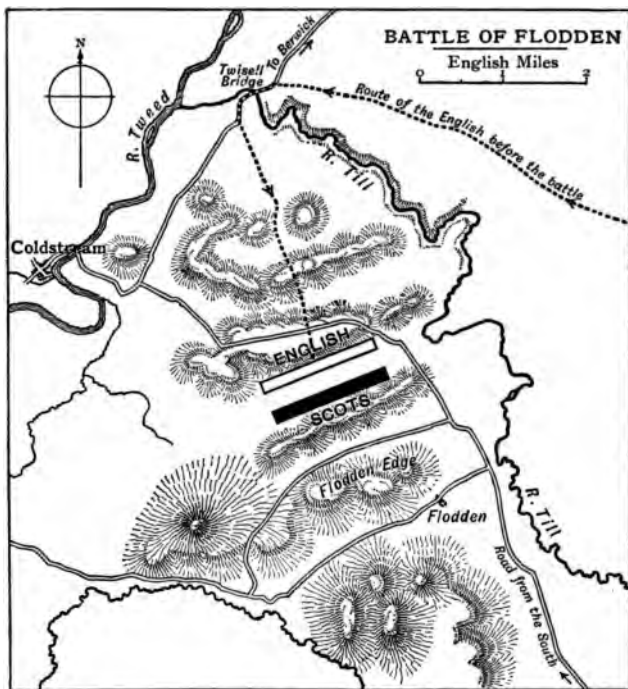 BATTLE OF FLODDEN
English Miles
0 1 2
N
To Berwick
Twisell
Bridge
R. Tweed
Route of the English before the battle
R. Till
Coldstream
ENGLISH
SCOTS
Flodden Edge
Flodden
R. Till
Road from the South